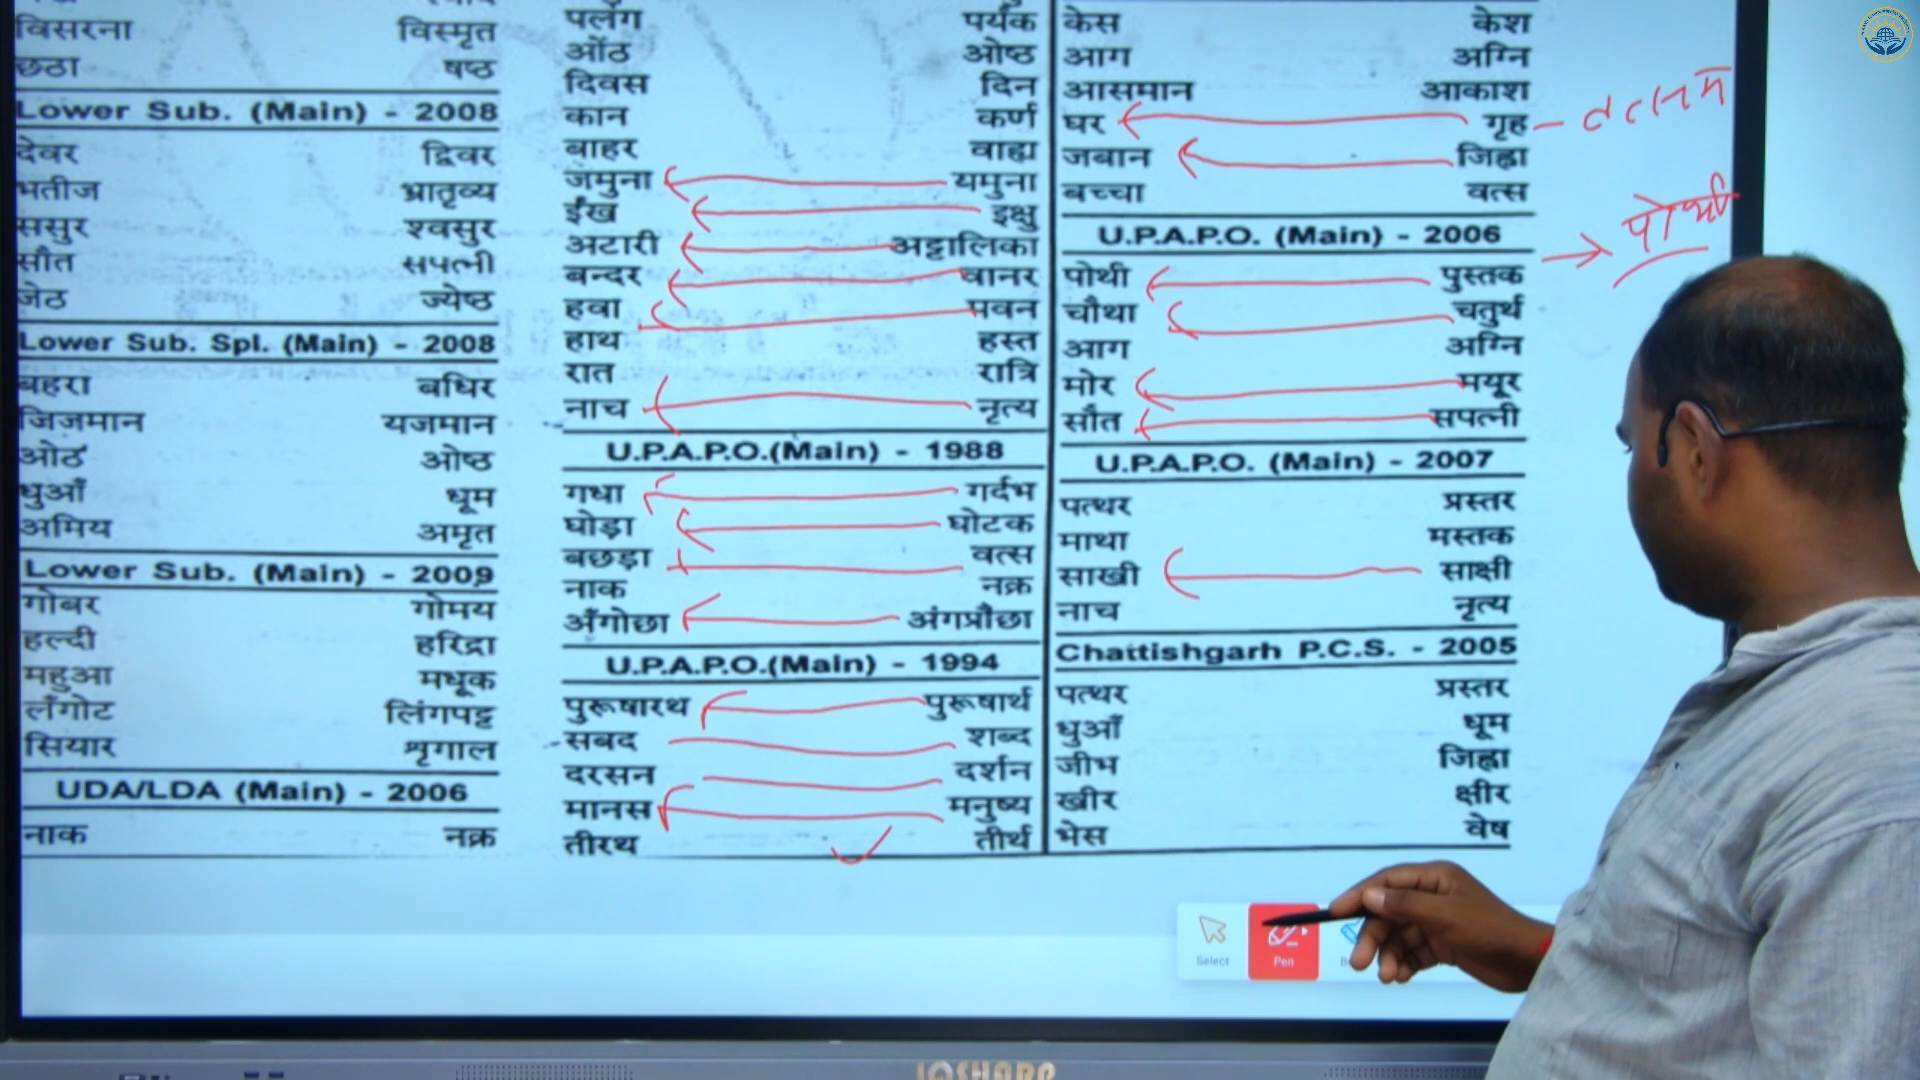 विसरना विस्मृत
छठा षष्ठ
Lower Sub. (Main) - 2008
देवर द्विवर
भतीज भ्रातृव्य
ससुर श्वसुर
सौत सपत्नी
जेठ ज्येष्ठ
Lower Sub. Spl. (Main) - 2008
बहरा बधिर
जिजमान यजमान
ओठ ओष्ठ
धुआँ धूम
अमिय अमृत
Lower Sub. (Main) - 2009
गोबर गोमय
हल्दी हरिद्रा
महुआ मधूक
लँगोट लिंगपट्ट
सियार शृगाल
UDA/LDA (Main) - 2006
नाक नक्र
पलंग पर्यंक
ओंठ ओष्ठ
दिवस दिन
कान कर्ण
बाहर वाह्य
जमुना यमुना
ईख इक्षु
अटारी अट्टालिका
बन्दर वानर
हवा पवन
हाथ हस्त
रात रात्रि
नाच नृत्य
U.P.A.P.O.(Main) - 1988
गधा गर्दभ
घोड़ा घोटक
बछड़ा वत्स
नाक नक्र
अँगोछा अंगप्रौंछा
U.P.A.P.O.(Main) - 1994
पुरूषारथ पुरूषार्थ
सबद शब्द
दरसन दर्शन
मानस मनुष्य
तीरथ तीर्थ
केस केश
आग अग्नि
आसमान आकाश
घर गृह - तत्सम
जबान जिह्वा
बच्चा वत्स
U.P.A.P.O. (Main) - 2006
पोथी
पोथी पुस्तक
चौथा चतुर्थ
आग अग्नि
मोर मयूर
सौत सपत्नी
U.P.A.P.O. (Main) - 2007
पत्थर प्रस्तर
माथा मस्तक
साखी साक्षी
नाच नृत्य
Chattishgarh P.C.S. - 2005
पत्थर प्रस्तर
धुआँ धूम
जीभ जिह्वा
खीर क्षीर
भेस वेष
Select Pen